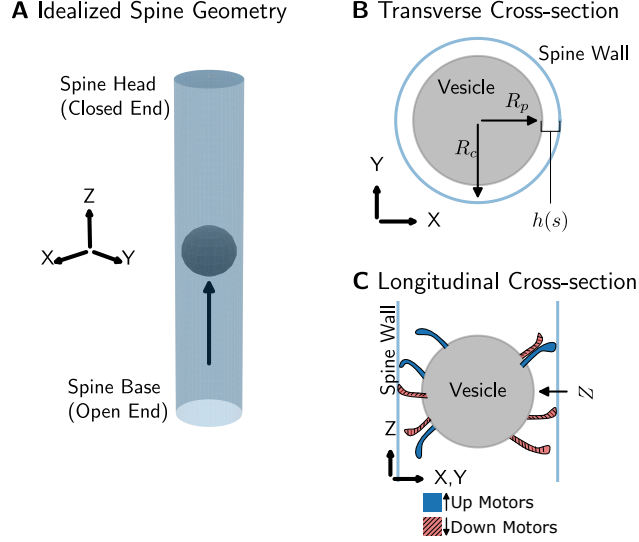 A Idealized Spine Geometry
Spine Head
(Closed End)
Z
X
Y
Spine Base
(Open End)
B Transverse Cross-section
Spine Wall
Vesicle
R_p
R_c
Y
X
h(s)
C Longitudinal Cross-section
Spine Wall
Vesicle
Z
Z
X,Y
Up Motors
Down Motors